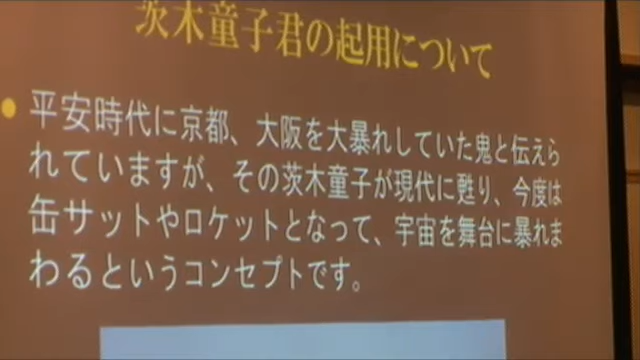 茨木童子君の起用について
●平安時代に京都、大阪を大暴れしていた鬼と伝えら
れていますが、その茨木童子が現代に甦り、今度は
缶サットやロケットとなって、宇宙を舞台に暴れま
わるというコンセプトです。